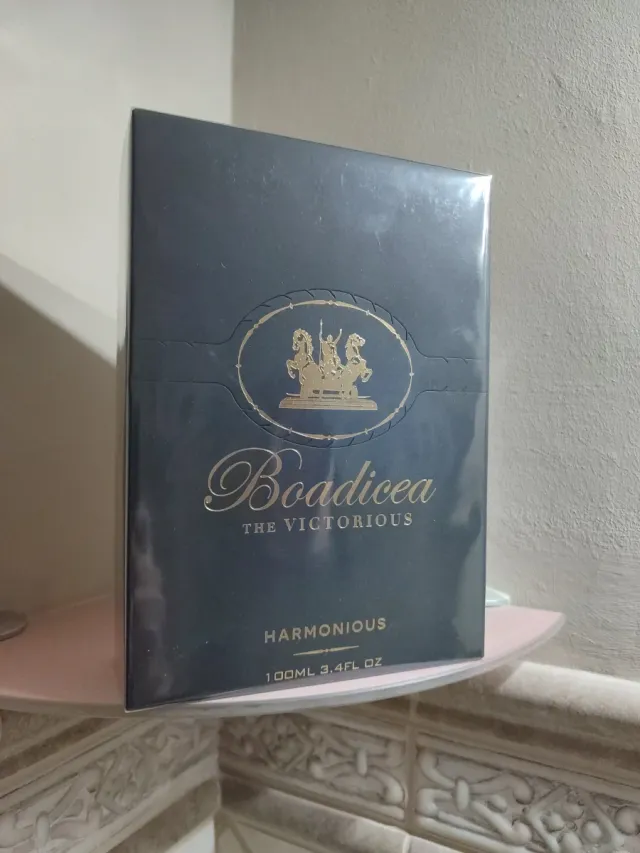 Boadicea
THE VICTORIOUS
HARMONIOUS
100ML 3.4FL OZ